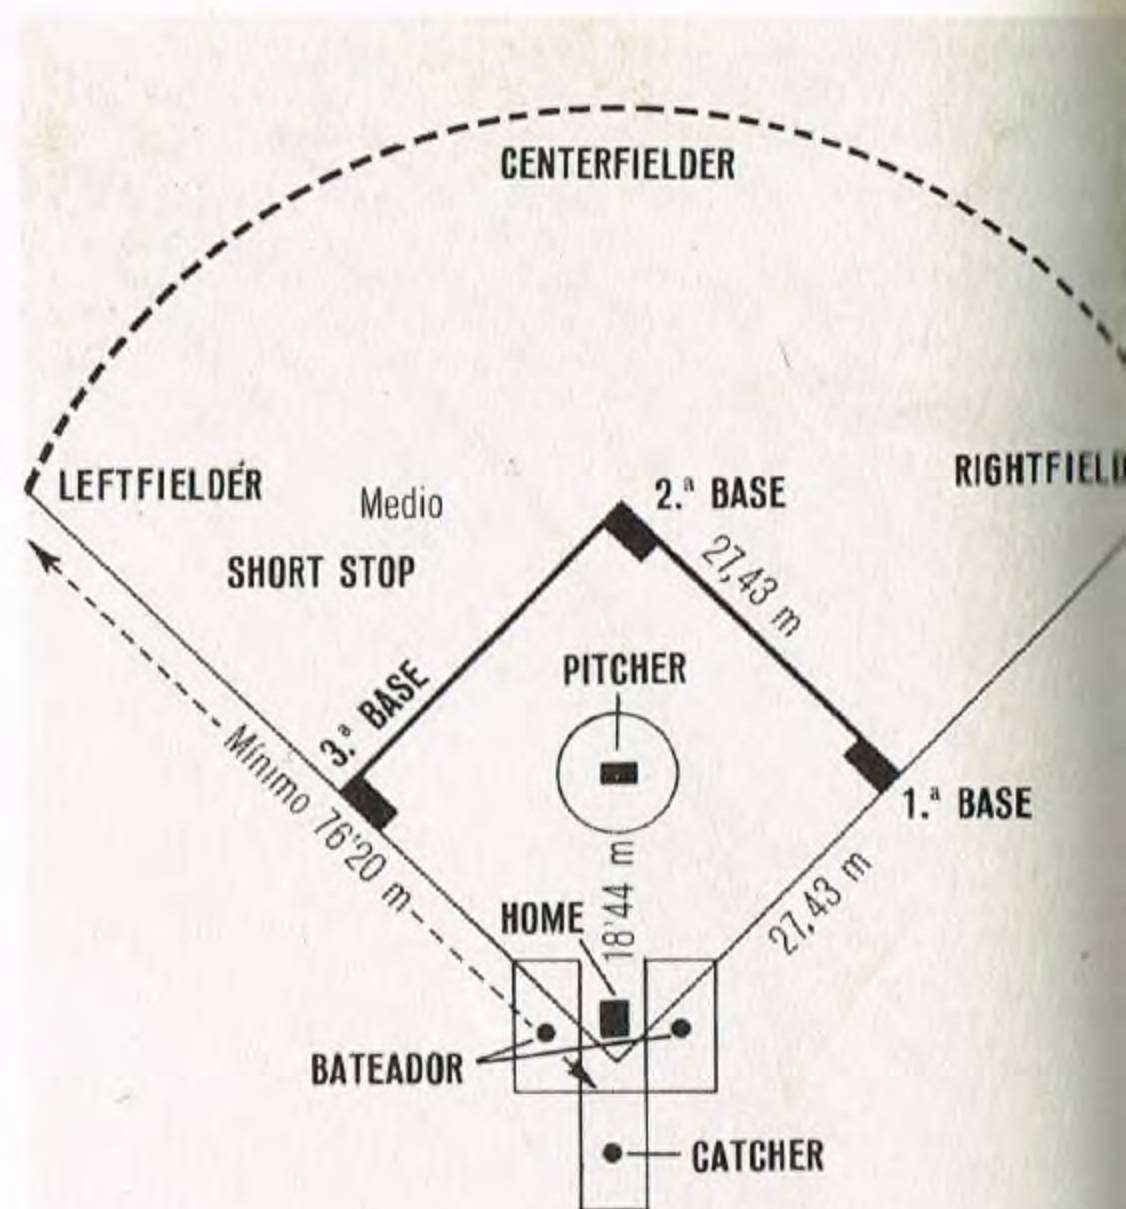 CENTERFIELDER
LEFTFIELDER
Medio
2.ª BASE
RIGHTFIELD
SHORT STOP
27,43 m
PITCHER
3.ª BASE
Mínimo 76'20 m
1.ª BASE
18'44 m
27,43 m
HOME
BATEADOR
CATCHER